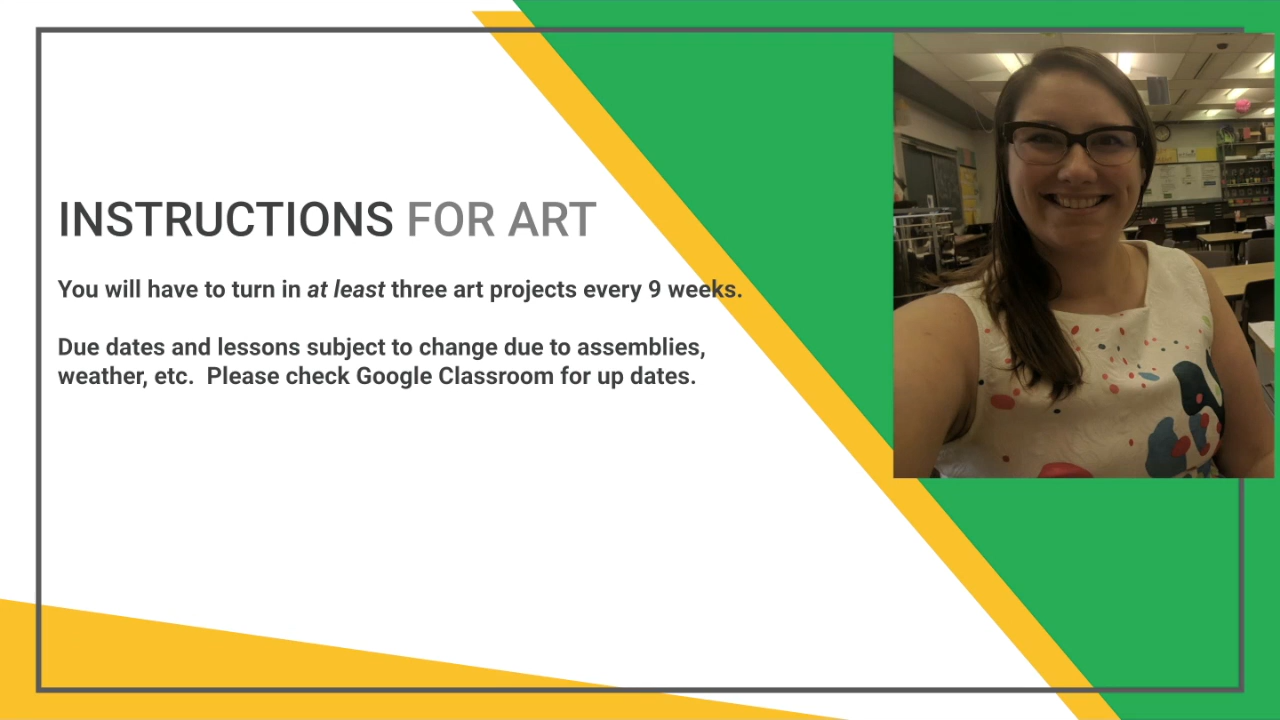 INSTRUCTIONS FOR ART
You will have to turn in at least three art projects every 9 weeks.
Due dates and lessons subject to change due to assemblies,
weather, etc.  Please check Google Classroom for up dates.